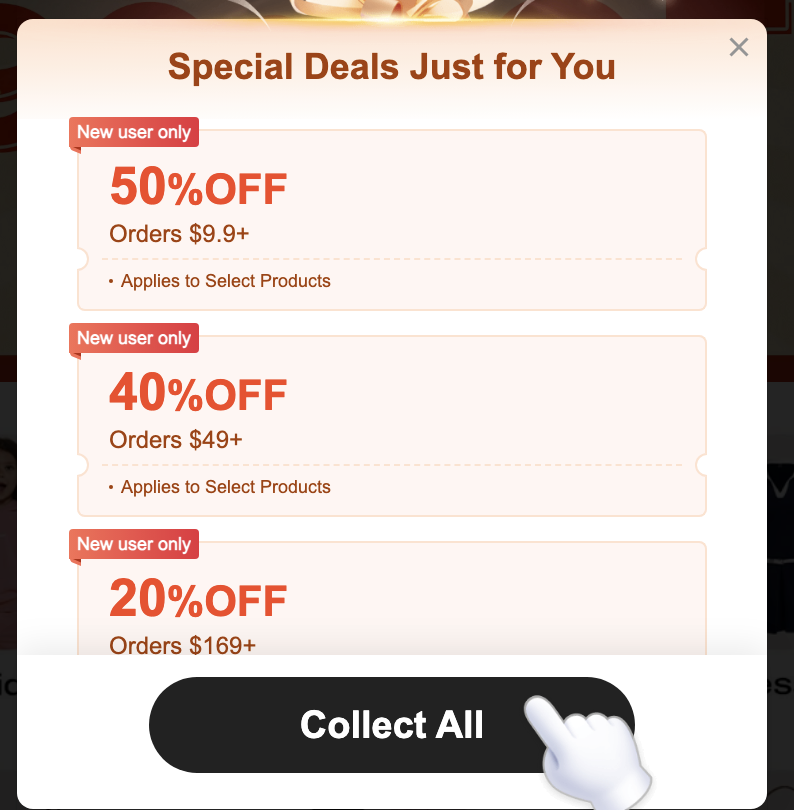 Special Deals Just for You
New user only
50%OFF
Orders $9.9+
• Applies to Select Products
New user only
40%OFF
Orders $49+
• Applies to Select Products
New user only
20%OFF
Orders $169+
Collect All